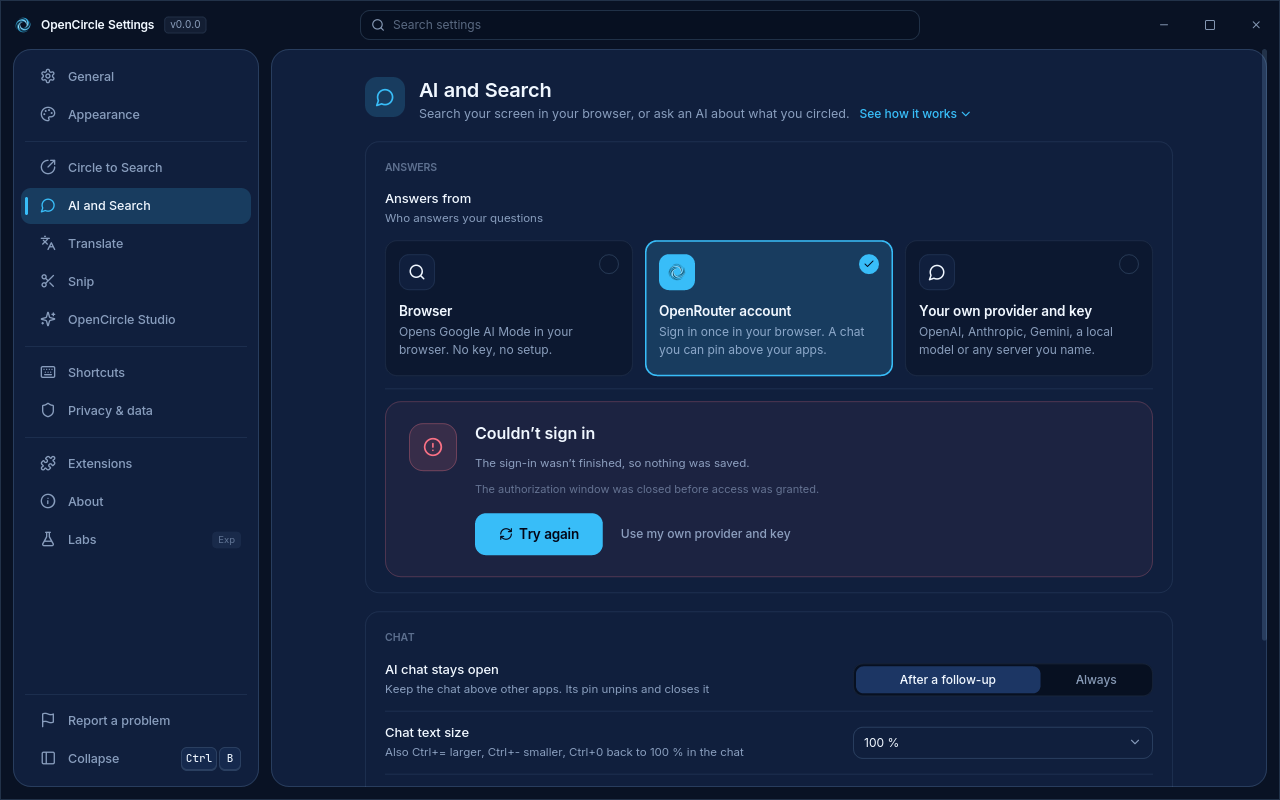 OpenCircle Settings v0.0.0
Search settings
General
Appearance
Circle to Search
AI and Search
Translate
Snip
OpenCircle Studio
Shortcuts
Privacy & data
Extensions
About
Labs Exp
Report a problem
Collapse Ctrl B
AI and Search
Search your screen in your browser, or ask an AI about what you circled. See how it works
ANSWERS
Answers from
Who answers your questions
Browser
Opens Google AI Mode in your
browser. No key, no setup.
OpenRouter account
Sign in once in your browser. A chat
you can pin above your apps.
Your own provider and key
OpenAI, Anthropic, Gemini, a local
model or any server you name.
Couldn’t sign in
The sign-in wasn’t finished, so nothing was saved.
The authorization window was closed before access was granted.
Try again Use my own provider and key
CHAT
AI chat stays open
Keep the chat above other apps. Its pin unpins and closes it
After a follow-up Always
Chat text size
Also Ctrl+= larger, Ctrl+- smaller, Ctrl+0 back to 100 % in the chat
100 %